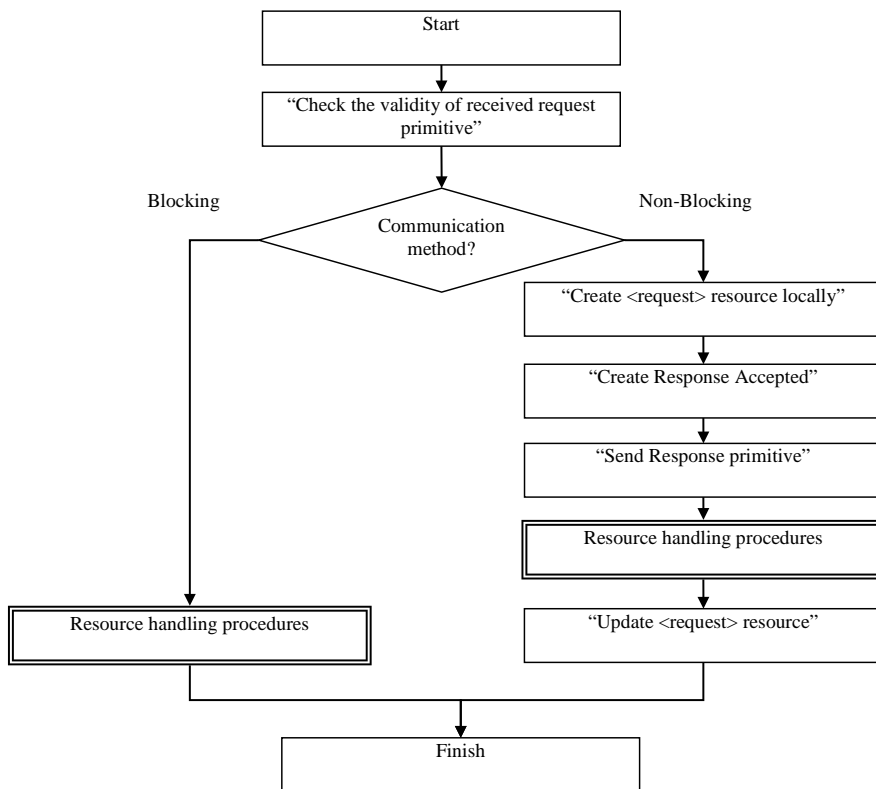 Start
“Check the validity of received request
primitive”
Blocking
Non-Blocking
Communication
method?
“Create <request> resource locally”
“Create Response Accepted”
“Send Response primitive”
Resource handling procedures
Resource handling procedures
“Update <request> resource”
Finish